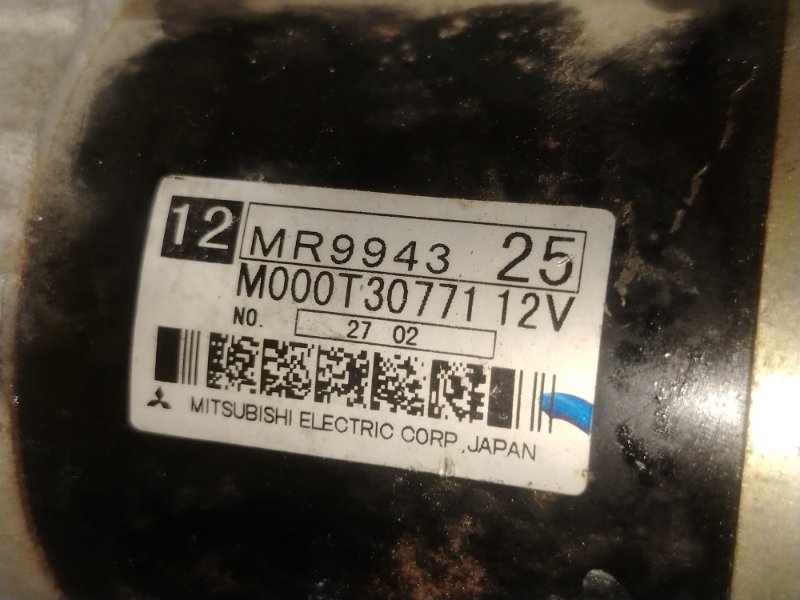 12 MR9943 25
M000T30771 12V
NO. 27 02
MITSUBISHI ELECTRIC CORP.JAPAN